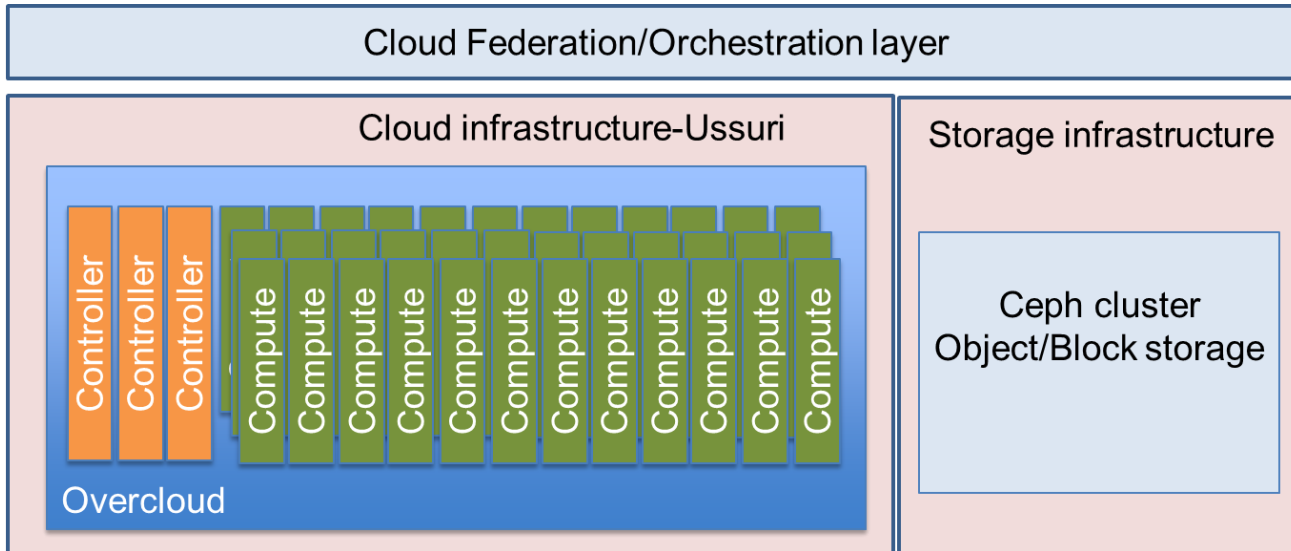 Cloud Federation/Orchestration layer
Cloud infrastructure-Ussuri
Storage infrastructure
Controller
Controller
Controller
Compute
Compute
Compute
Compute
Compute
Compute
Compute
Compute
Compute
Compute
Compute
Compute
Overcloud
Ceph cluster
Object/Block storage